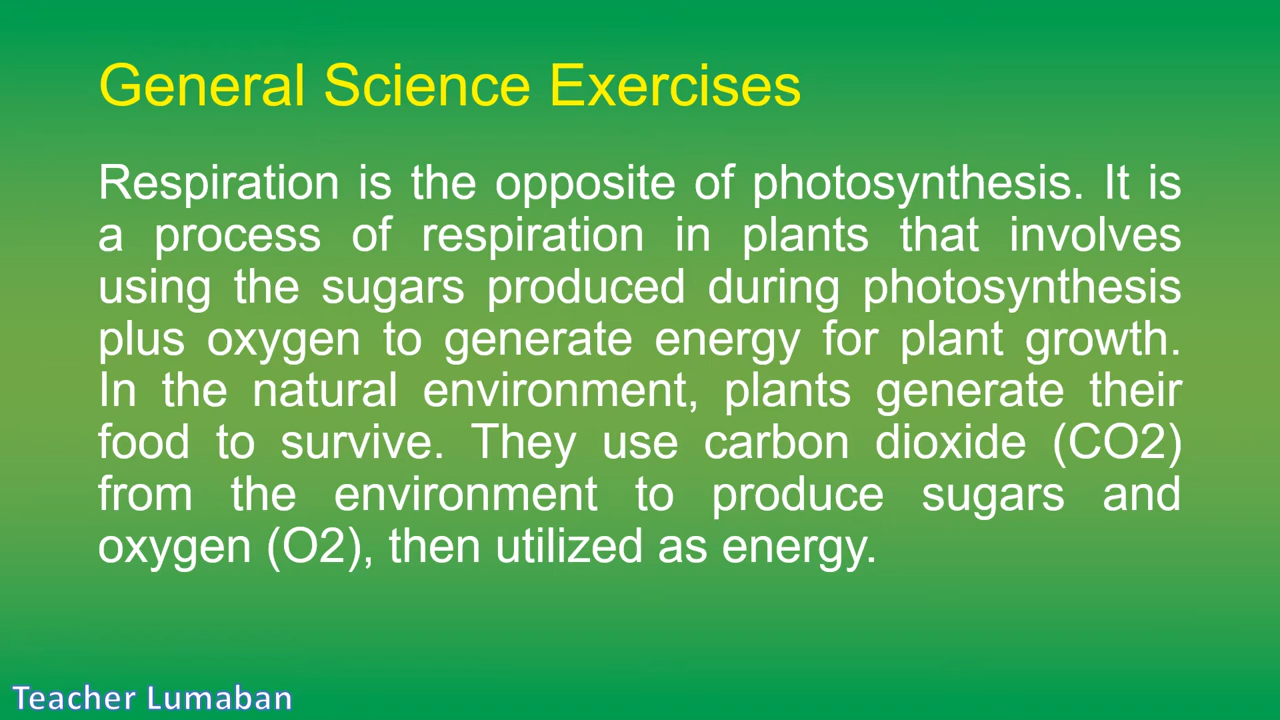 General Science Exercises
Respiration is the opposite of photosynthesis. It is
a process of respiration in plants that involves
using the sugars produced during photosynthesis
plus oxygen to generate energy for plant growth.
In the natural environment, plants generate their
food to survive. They use carbon dioxide (CO2)
from the environment to produce sugars and
oxygen (O2), then utilized as energy.
Teacher Lumaban